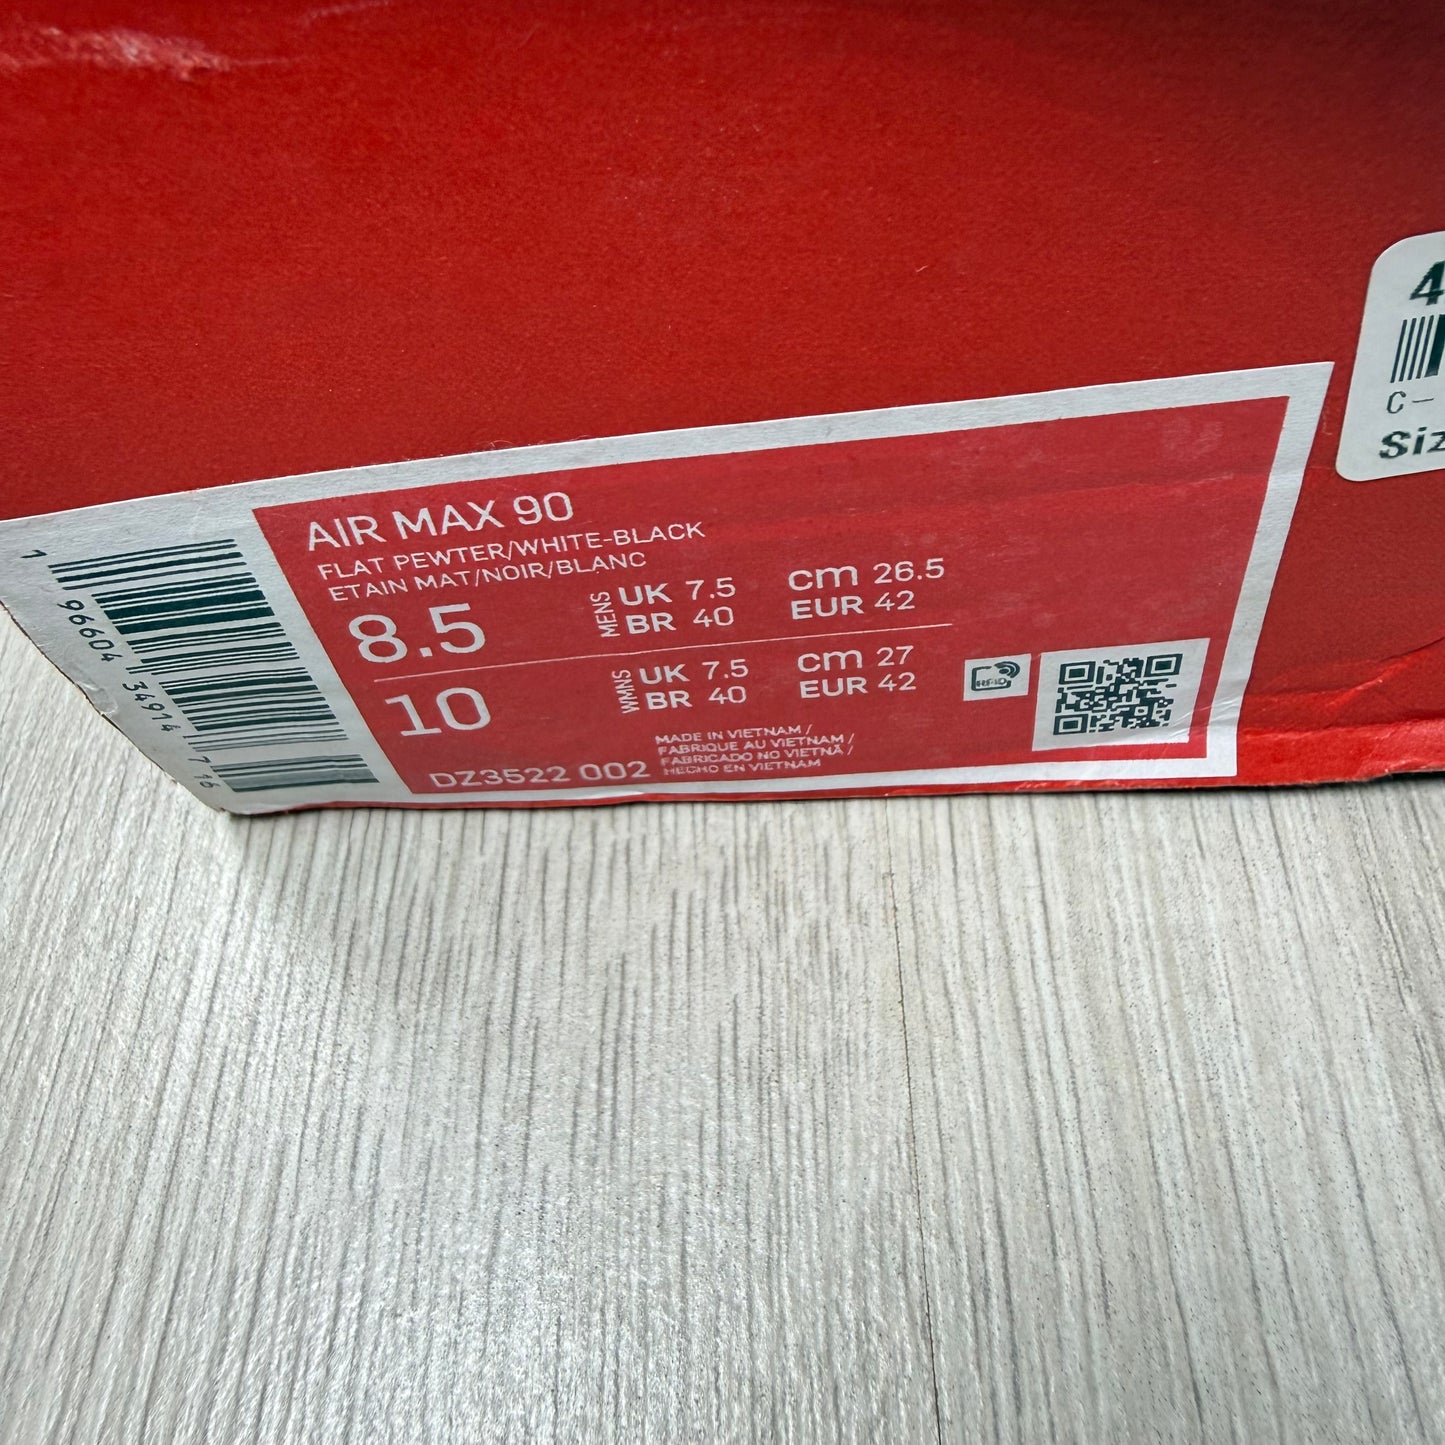 AIR MAX 90
FLAT PEWTER/WHITE-BLACK
ETAIN MAT/NOIR/BLANC
8.5 MENS UK 7.5 cm 26.5
BR 40 EUR 42
10 WMNS UK 7.5 cm 27
BR 40 EUR 42
RFID
MADE IN VIETNAM /
FABRIQUE AU VIETNAM /
FABRICADO NO VIETNÃ /
HECHO EN VIETNAM
DZ3522 002
1 96604 34914 7 16
4
C-
Siz